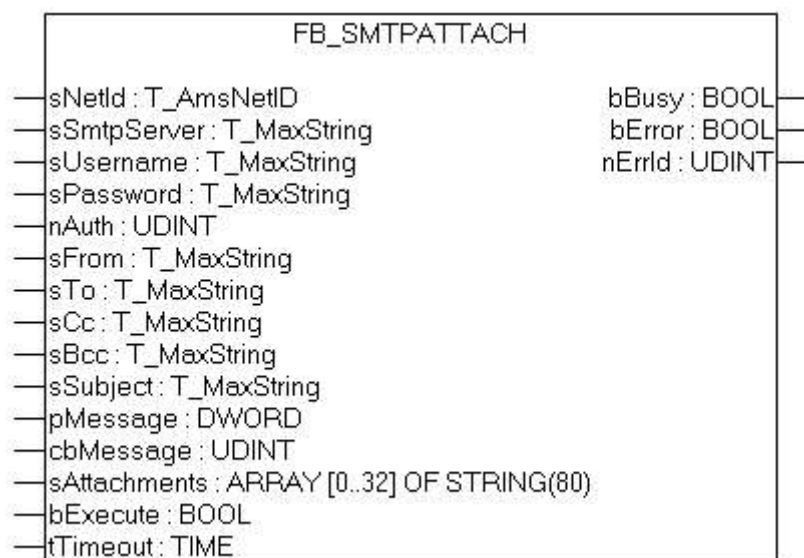 FB_SMTPATTACH
sNetId : T_AmsNetID bBusy : BOOL
sSmtpServer : T_MaxString bError : BOOL
sUsername : T_MaxString nErrId : UDINT
sPassword : T_MaxString
nAuth : UDINT
sFrom : T_MaxString
sTo : T_MaxString
sCc : T_MaxString
sBcc : T_MaxString
sSubject : T_MaxString
pMessage : DWORD
cbMessage : UDINT
sAttachments : ARRAY [0..32] OF STRING(80)
bExecute : BOOL
tTimeout : TIME